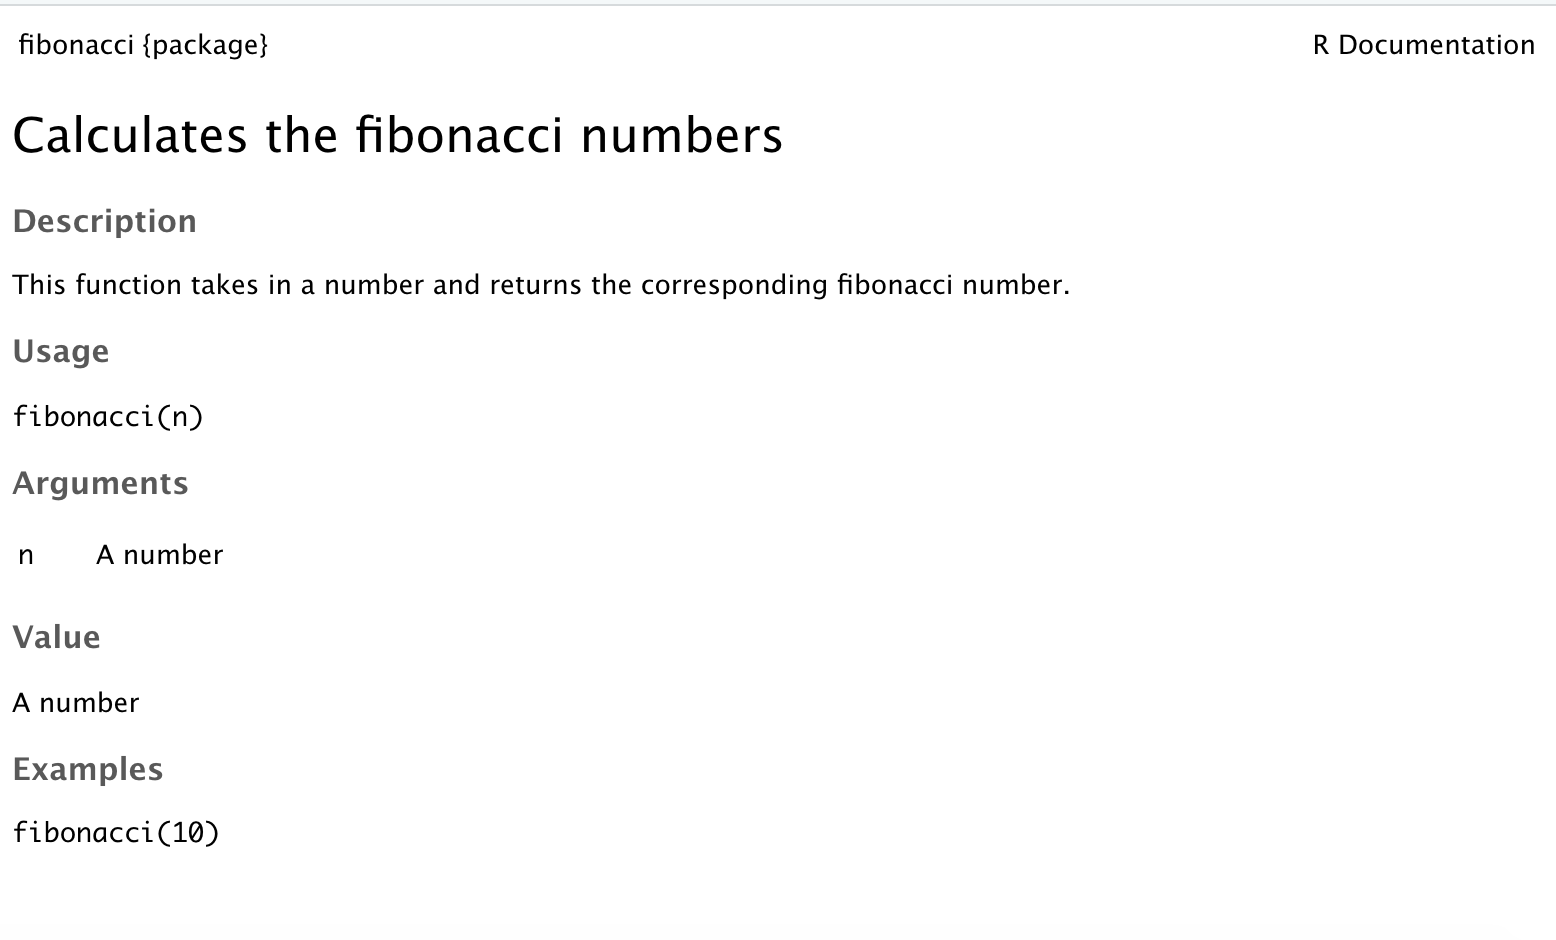 fibonacci {package}
R Documentation
Calculates the fibonacci numbers
Description
This function takes in a number and returns the corresponding fibonacci number.
Usage
fibonacci(n)
Arguments
n A number
Value
A number
Examples
fibonacci(10)